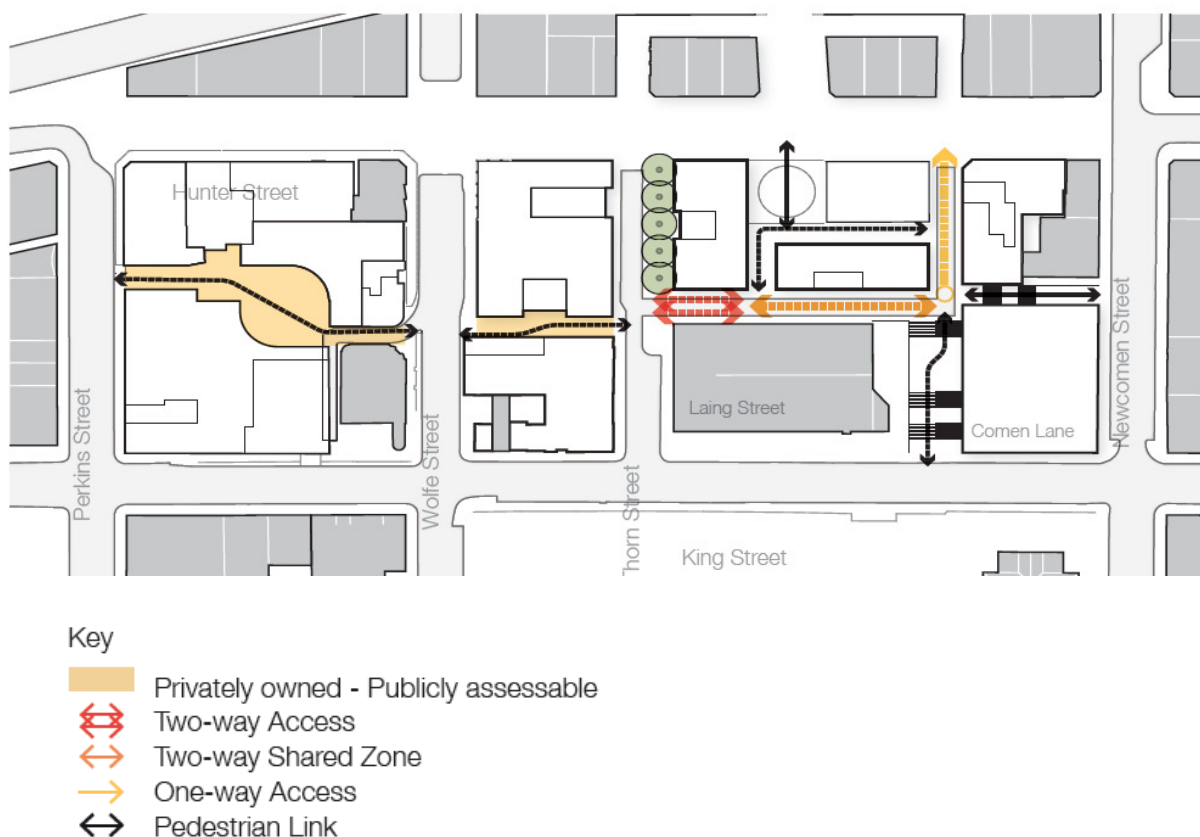 Hunter Street
Laing Street
Comen Lane
Perkins Street
Wolfe Street
Thorn Street
Newcomen Street
King Street
Key
Privately owned - Publicly assessable
Two-way Access
Two-way Shared Zone
One-way Access
Pedestrian Link